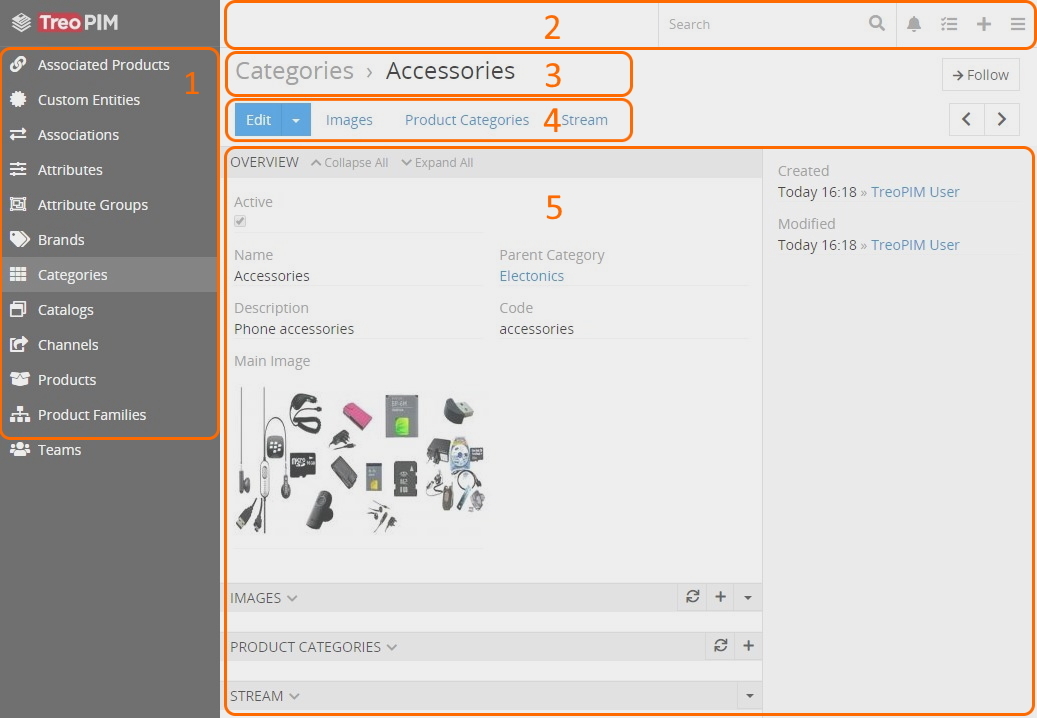 TreoPIM
Associated Products
Custom Entities
Associations
Attributes
Attribute Groups
Brands
Categories
Catalogs
Channels
Products
Product Families
Teams
1
2
Search
Categories › Accessories
3
Follow
Edit Images Product Categories 4 Stream
OVERVIEW Collapse All Expand All
5
Active
Name
Accessories
Parent Category
Electonics
Description
Phone accessories
Code
accessories
Main Image
IMAGES
PRODUCT CATEGORIES
STREAM
Created
Today 16:18 » TreoPIM User
Modified
Today 16:18 » TreoPIM User